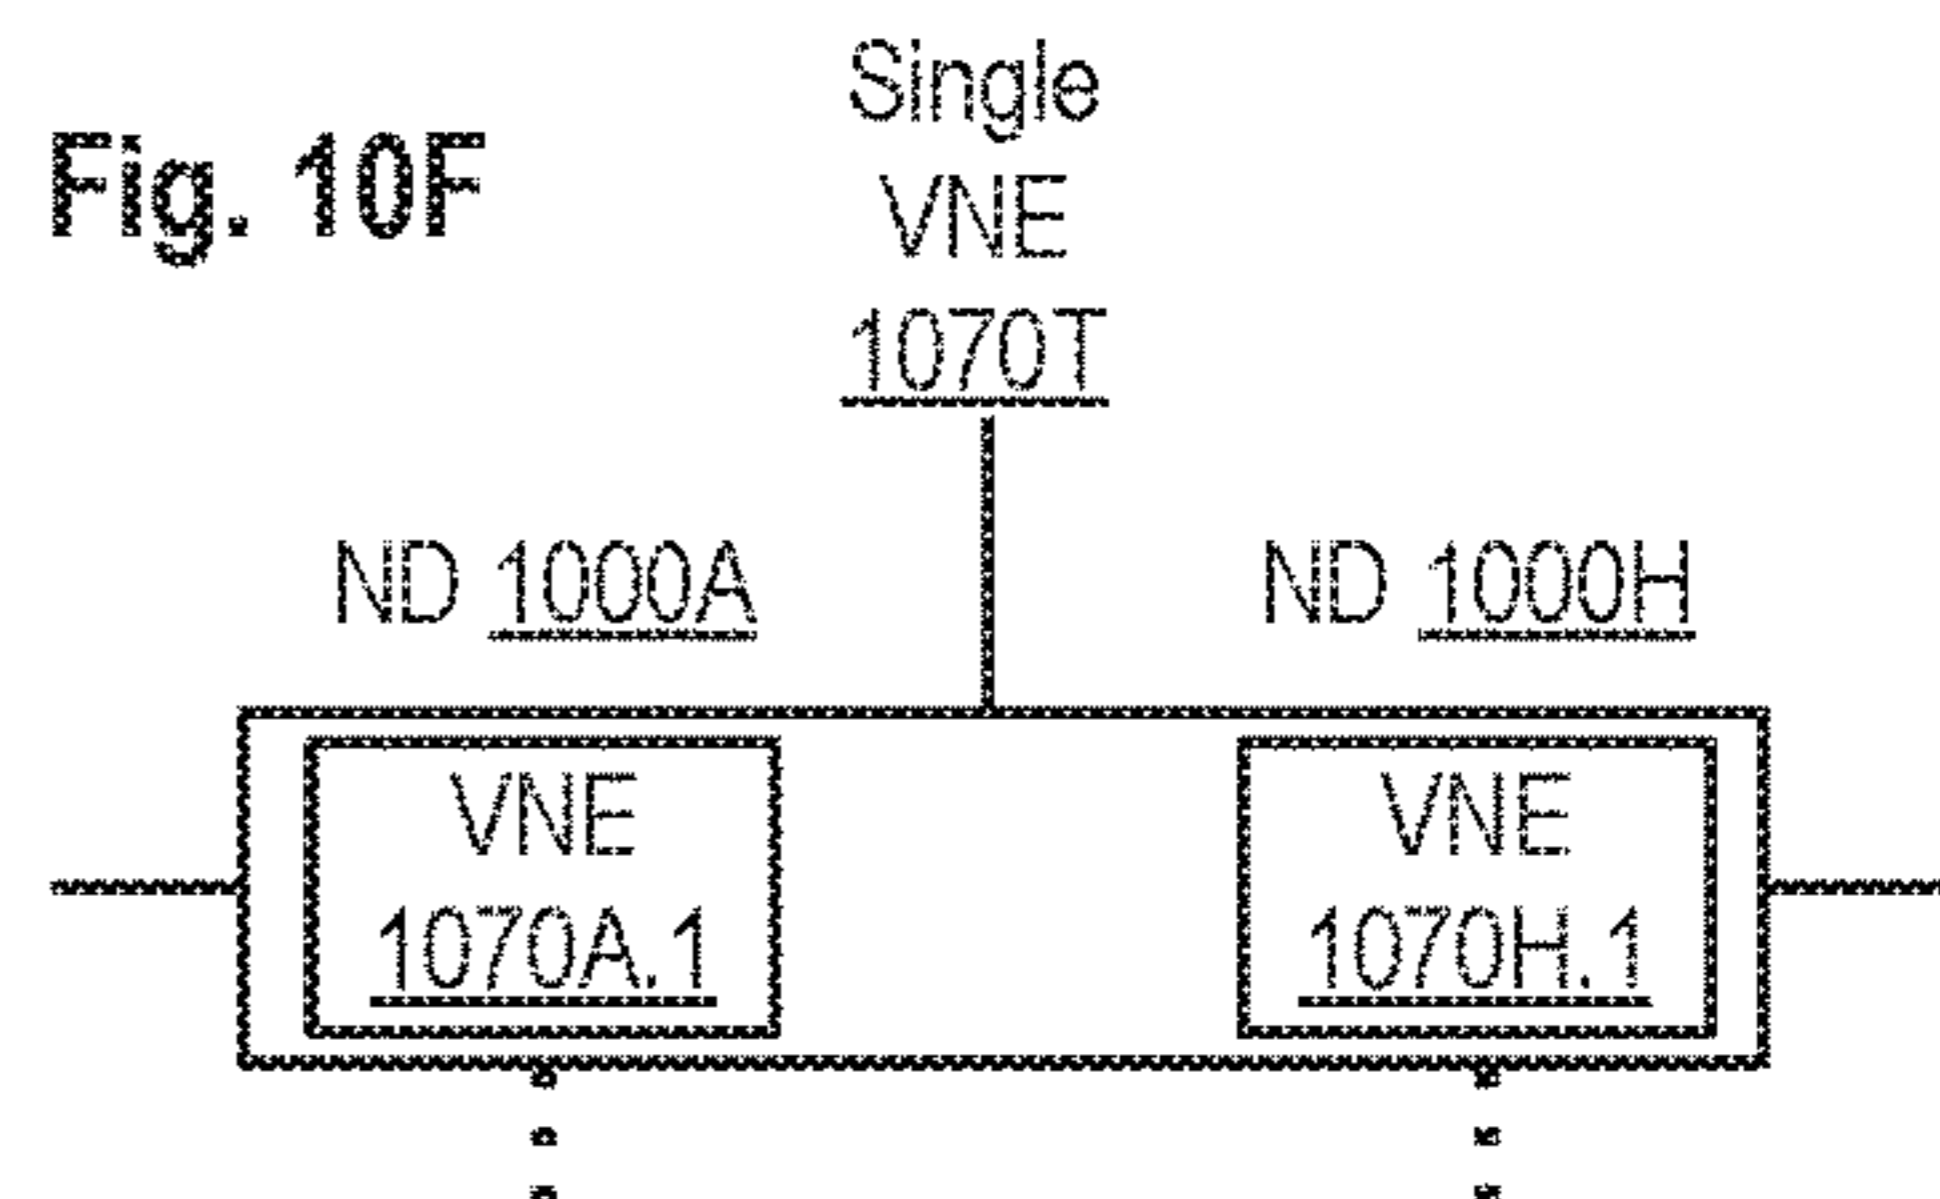 Fig. 10F
Single
VNE
1070T
ND 1000A
ND 1000H
VNE
1070A.1
VNE
1070H.1